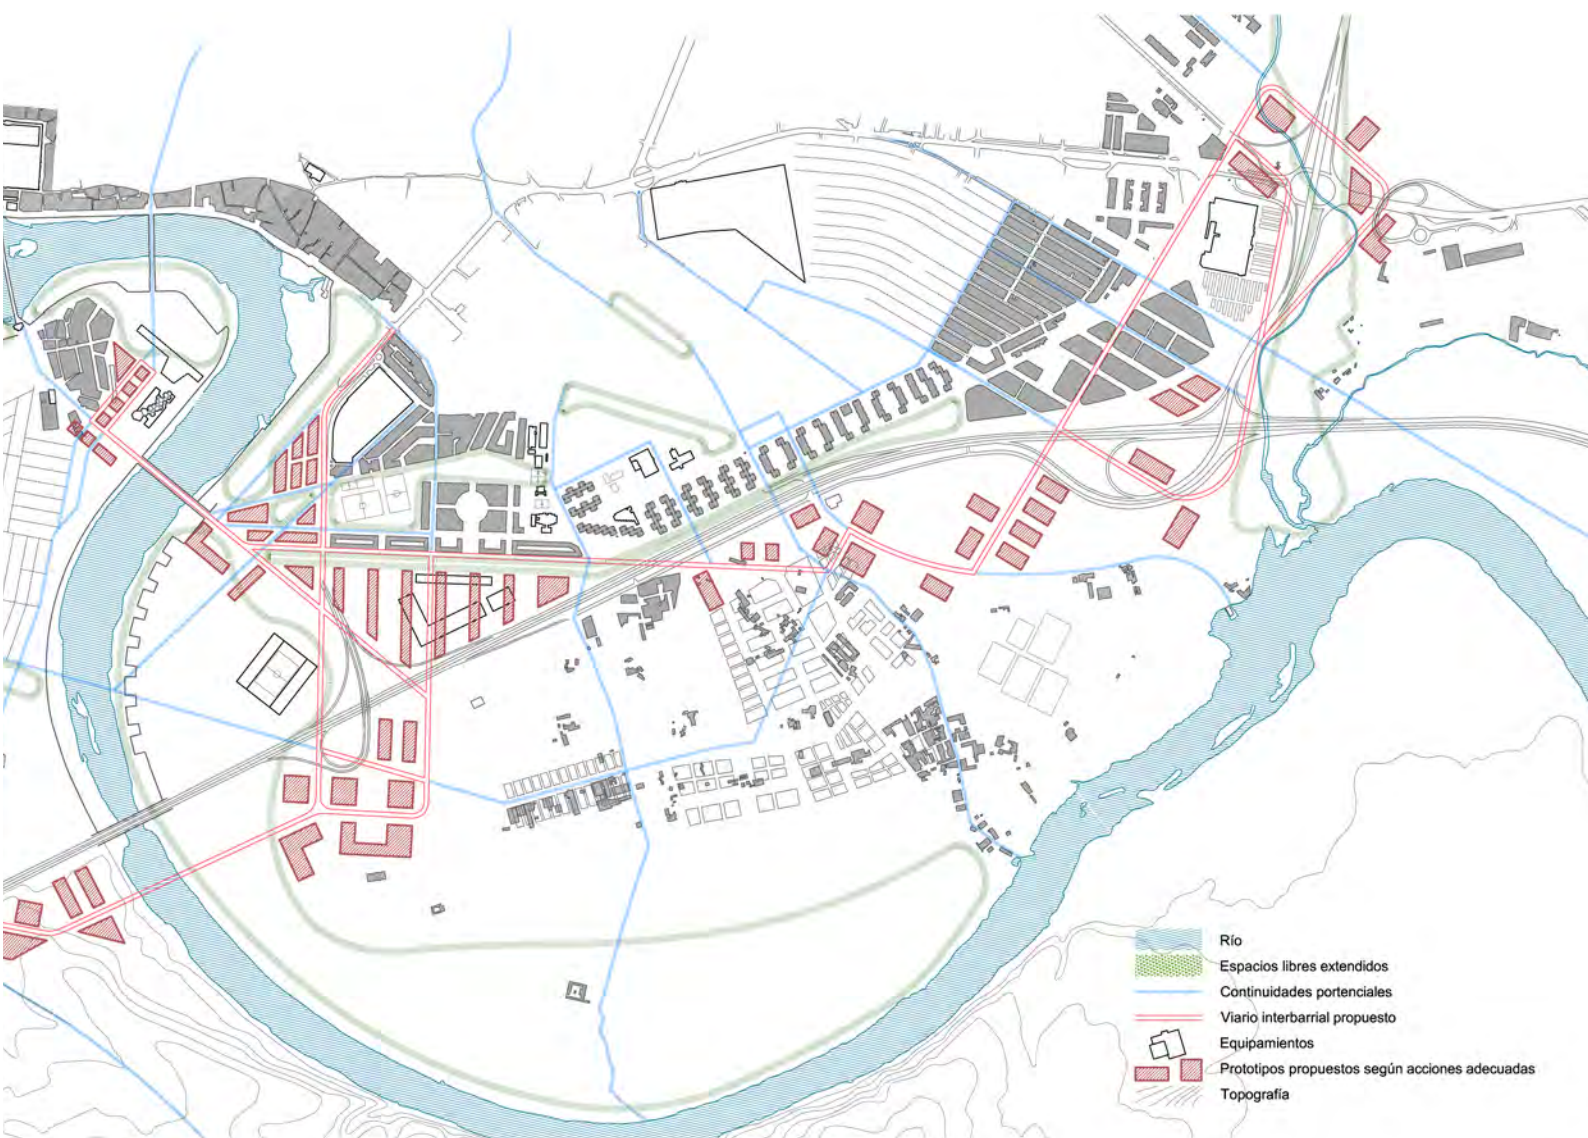 Río
Espacios libres extendidos
Continuidades portenciales
Viario interbarrial propuesto
Equipamientos
Prototipos propuestos según acciones adecuadas
Topografía